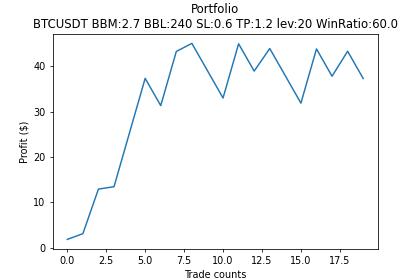 Portfolio
BTCUSDT BBM:2.7 BBL:240 SL:0.6 TP:1.2 lev:20 WinRatio:60.0
Profit ($)
40
30
20
10
0
0.0 2.5 5.0 7.5 10.0 12.5 15.0 17.5
Trade counts